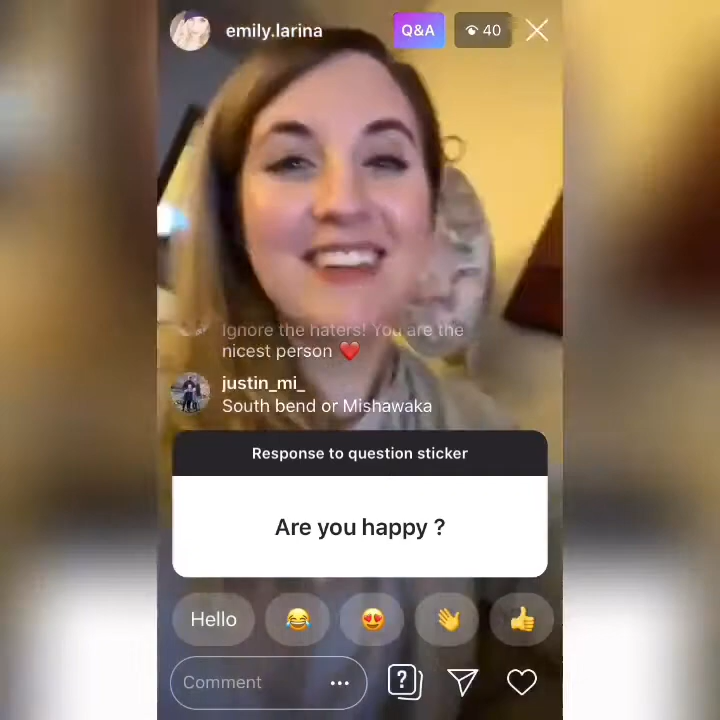 emily.larina
Q&A
40
Ignore the haters! You are the
nicest person ❤️
justin_mi_
South bend or Mishawaka
Response to question sticker
Are you happy ?
Hello
Comment